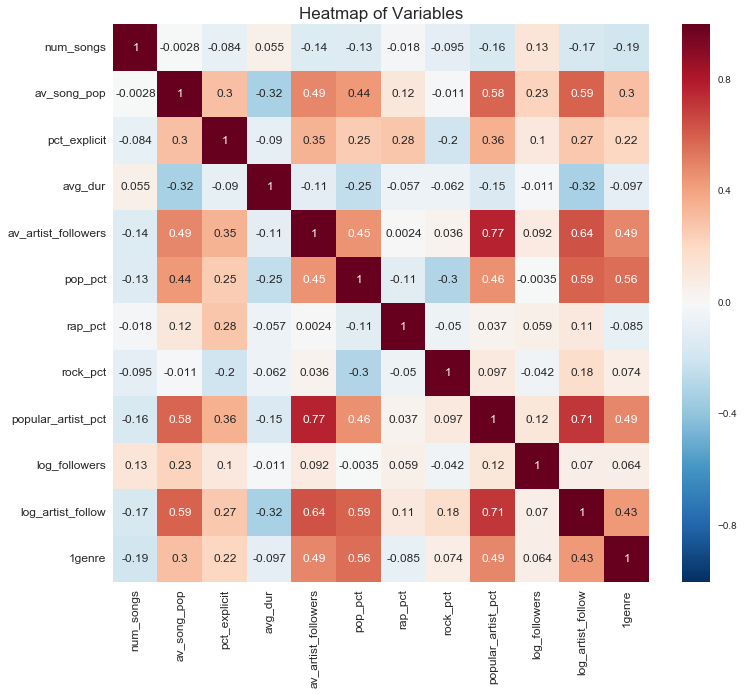 Heatmap of Variables
num_songs 1 -0.0028 -0.084 0.055 -0.14 -0.13 -0.018 -0.095 -0.16 0.13 -0.17 -0.19
av_song_pop -0.0028 1 0.3 -0.32 0.49 0.44 0.12 -0.011 0.58 0.23 0.59 0.3
pct_explicit -0.084 0.3 1 -0.09 0.35 0.25 0.28 -0.2 0.36 0.1 0.27 0.22
avg_dur 0.055 -0.32 -0.09 1 -0.11 -0.25 -0.057 -0.062 -0.15 -0.011 -0.32 -0.097
av_artist_followers -0.14 0.49 0.35 -0.11 1 0.45 0.0024 0.036 0.77 0.092 0.64 0.49
pop_pct -0.13 0.44 0.25 -0.25 0.45 1 -0.11 -0.3 0.46 -0.0035 0.59 0.56
rap_pct -0.018 0.12 0.28 -0.057 0.0024 -0.11 1 -0.05 0.037 0.059 0.11 -0.085
rock_pct -0.095 -0.011 -0.2 -0.062 0.036 -0.3 -0.05 1 0.097 -0.042 0.18 0.074
popular_artist_pct -0.16 0.58 0.36 -0.15 0.77 0.46 0.037 0.097 1 0.12 0.71 0.49
log_followers 0.13 0.23 0.1 -0.011 0.092 -0.0035 0.059 -0.042 0.12 1 0.07 0.064
log_artist_follow -0.17 0.59 0.27 -0.32 0.64 0.59 0.11 0.18 0.71 0.07 1 0.43
1genre -0.19 0.3 0.22 -0.097 0.49 0.56 -0.085 0.074 0.49 0.064 0.43 1
num_songs
av_song_pop
pct_explicit
avg_dur
av_artist_followers
pop_pct
rap_pct
rock_pct
popular_artist_pct
log_followers
log_artist_follow
1genre
0.8
0.4
0.0
−0.4
−0.8